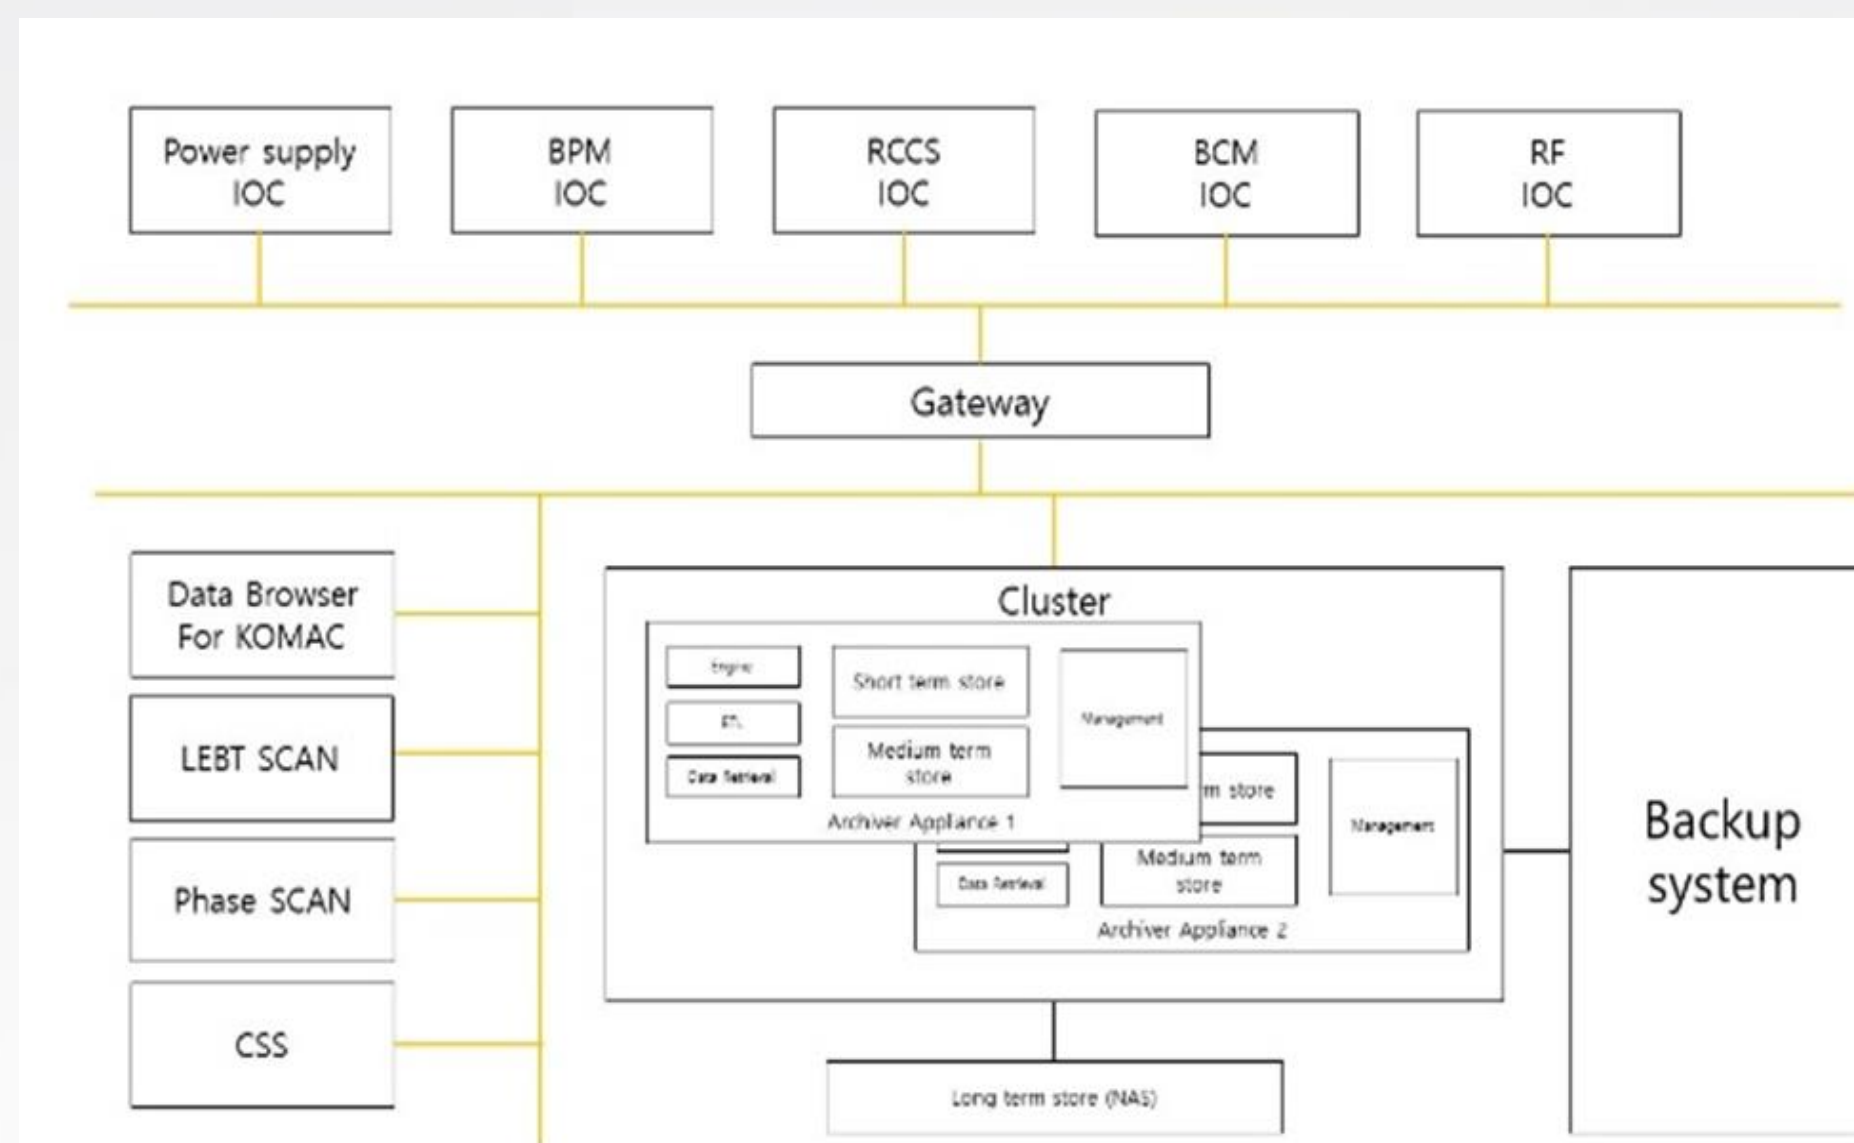 Power supply
IOC
BPM
IOC
RCCS
IOC
BCM
IOC
RF
IOC
Gateway
Data Browser
For KOMAC
LEBT SCAN
Phase SCAN
CSS
Cluster
Engine
ETL
Data Retrieval
Short term store
Medium term
store
Management
Archiver Appliance 1
m store
Data Retrieval
Medium term
store
Management
Archiver Appliance 2
Long term store (NAS)
Backup
system